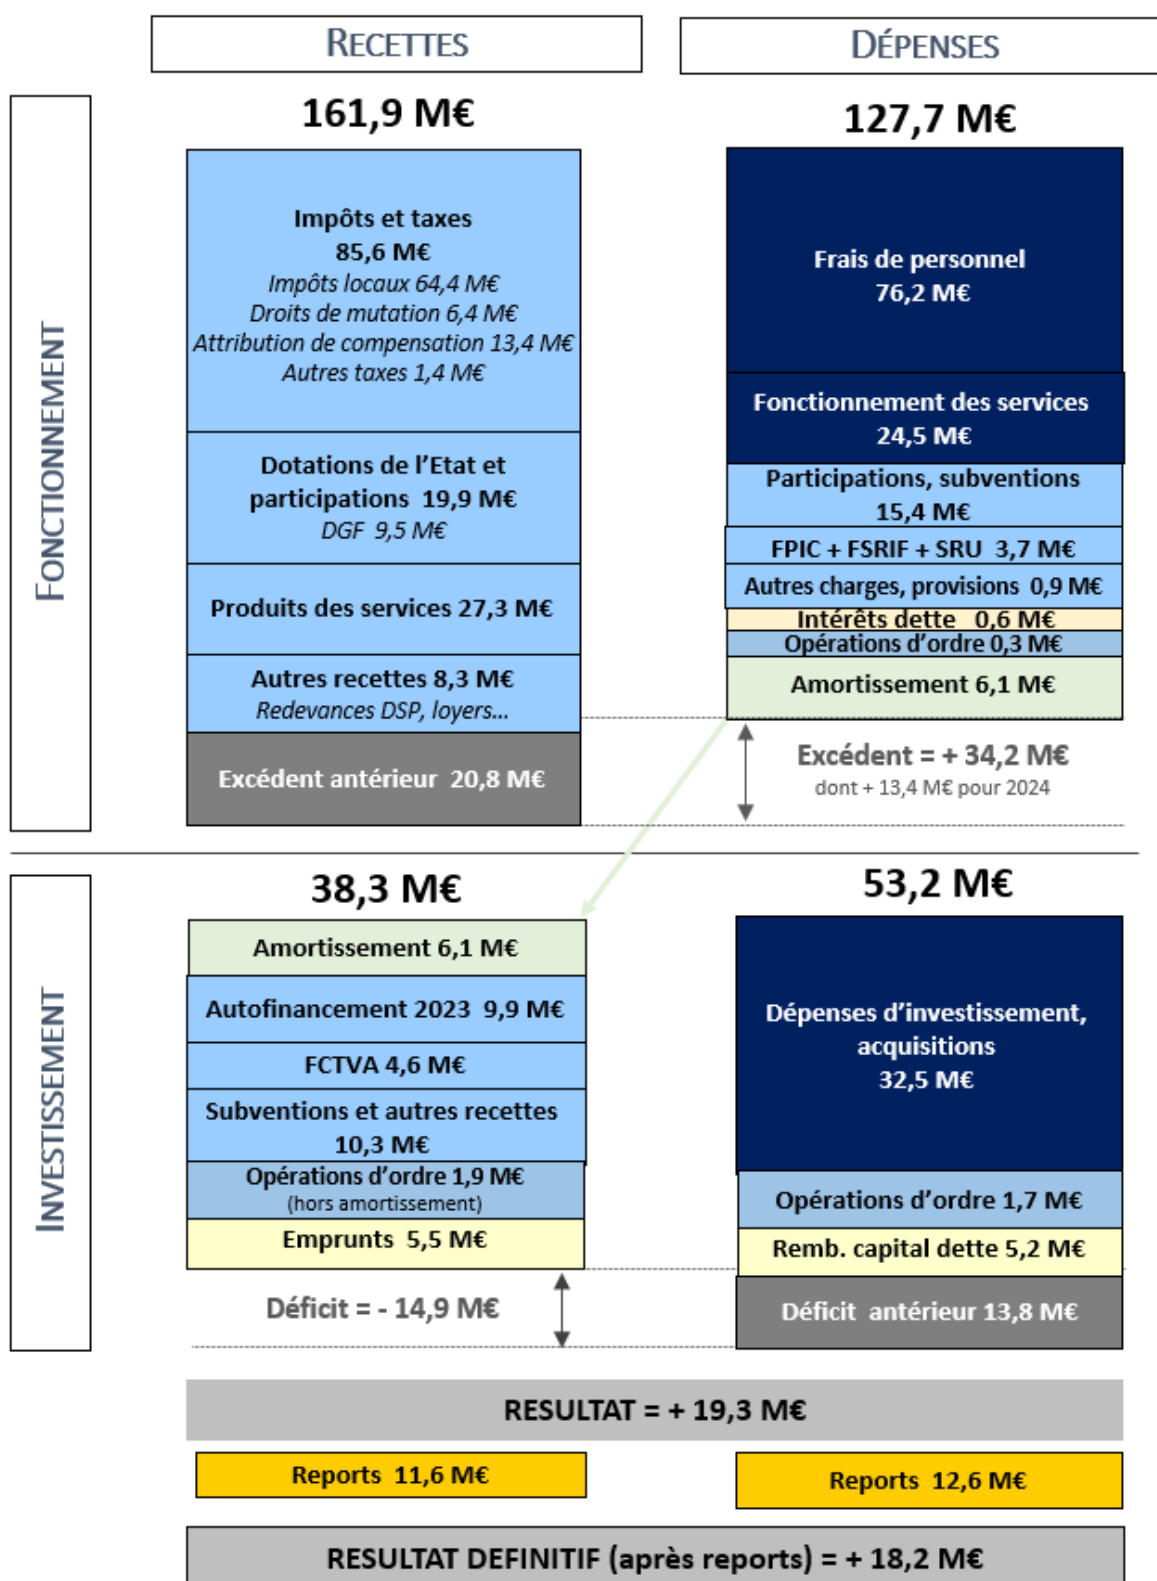 RECETTES
DÉPENSES
FONCTIONNEMENT
161,9 M€
Impôts et taxes
85,6 M€
Impôts locaux 64,4 M€
Droits de mutation 6,4 M€
Attribution de compensation 13,4 M€
Autres taxes 1,4 M€
Dotations de l'Etat et
participations 19,9 M€
DGF 9,5 M€
Produits des services 27,3 M€
Autres recettes 8,3 M€
Redevances DSP, loyers...
Excédent antérieur 20,8 M€
127,7 M€
Frais de personnel
76,2 M€
Fonctionnement des services
24,5 M€
Participations, subventions
15,4 M€
FPIC + FSRIF + SRU 3,7 M€
Autres charges, provisions 0,9 M€
Intérêts dette 0,6 M€
Opérations d'ordre 0,3 M€
Amortissement 6,1 M€
Excédent = + 34,2 M€
dont + 13,4 M€ pour 2024
INVESTISSEMENT
38,3 M€
Amortissement 6,1 M€
Autofinancement 2023 9,9 M€
FCTVA 4,6 M€
Subventions et autres recettes
10,3 M€
Opérations d'ordre 1,9 M€
(hors amortissement)
Emprunts 5,5 M€
Déficit = - 14,9 M€
53,2 M€
Dépenses d'investissement,
acquisitions
32,5 M€
Opérations d'ordre 1,7 M€
Remb. capital dette 5,2 M€
Déficit antérieur 13,8 M€
RESULTAT = + 19,3 M€
Reports 11,6 M€
Reports 12,6 M€
RESULTAT DEFINITIF (après reports) = + 18,2 M€